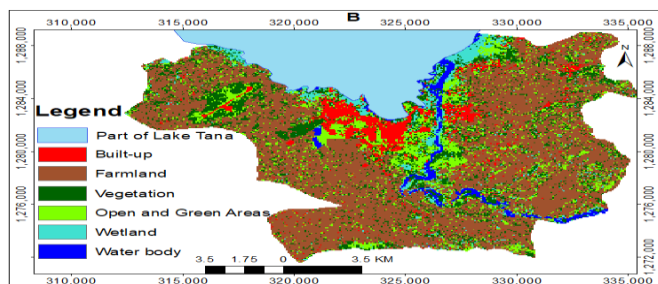 310,000 315,000 320,000 B 325,000 330,000 335,000
1,288,000 1,288,000
N
1,284,000 1,284,000
Legend
Part of Lake Tana
Built-up
Farmland
Vegetation
Open and Green Areas
Wetland
Water body
1,280,000 1,280,000
1,276,000 1,276,000
1,272,000
3.5 1.75 0 3.5 KM
310,000 315,000 320,000 325,000 330,000 335,000